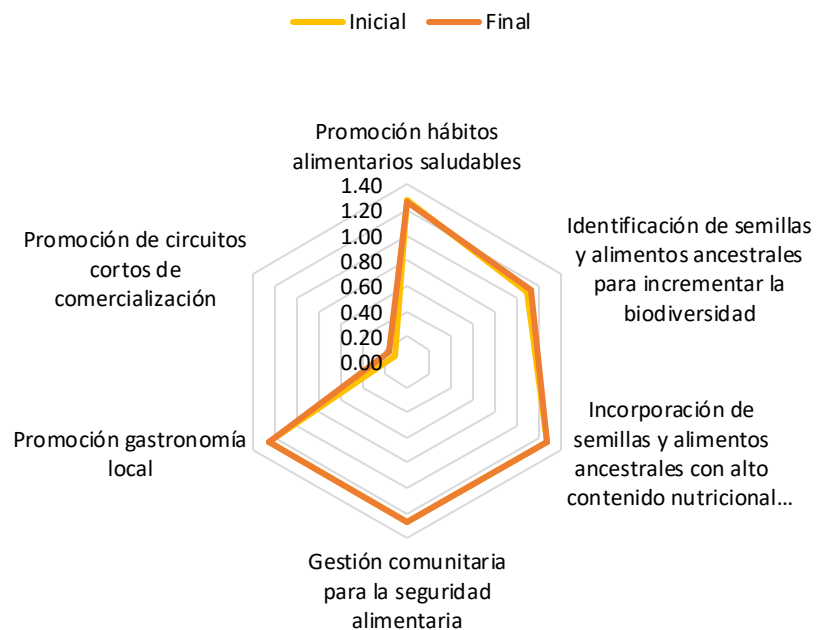 Inicial Final
Promoción hábitos
alimentarios saludables
1.40
1.20
1.00
0.80
0.60
0.40
0.20
0.00
Identificación de semillas
y alimentos ancestrales
para incrementar la
biodiversidad
Incorporación de
semillas y alimentos
ancestrales con alto
contenido nutricional…
Gestión comunitaria
para la seguridad
alimentaria
Promoción gastronomía
local
Promoción de circuitos
cortos de
comercialización